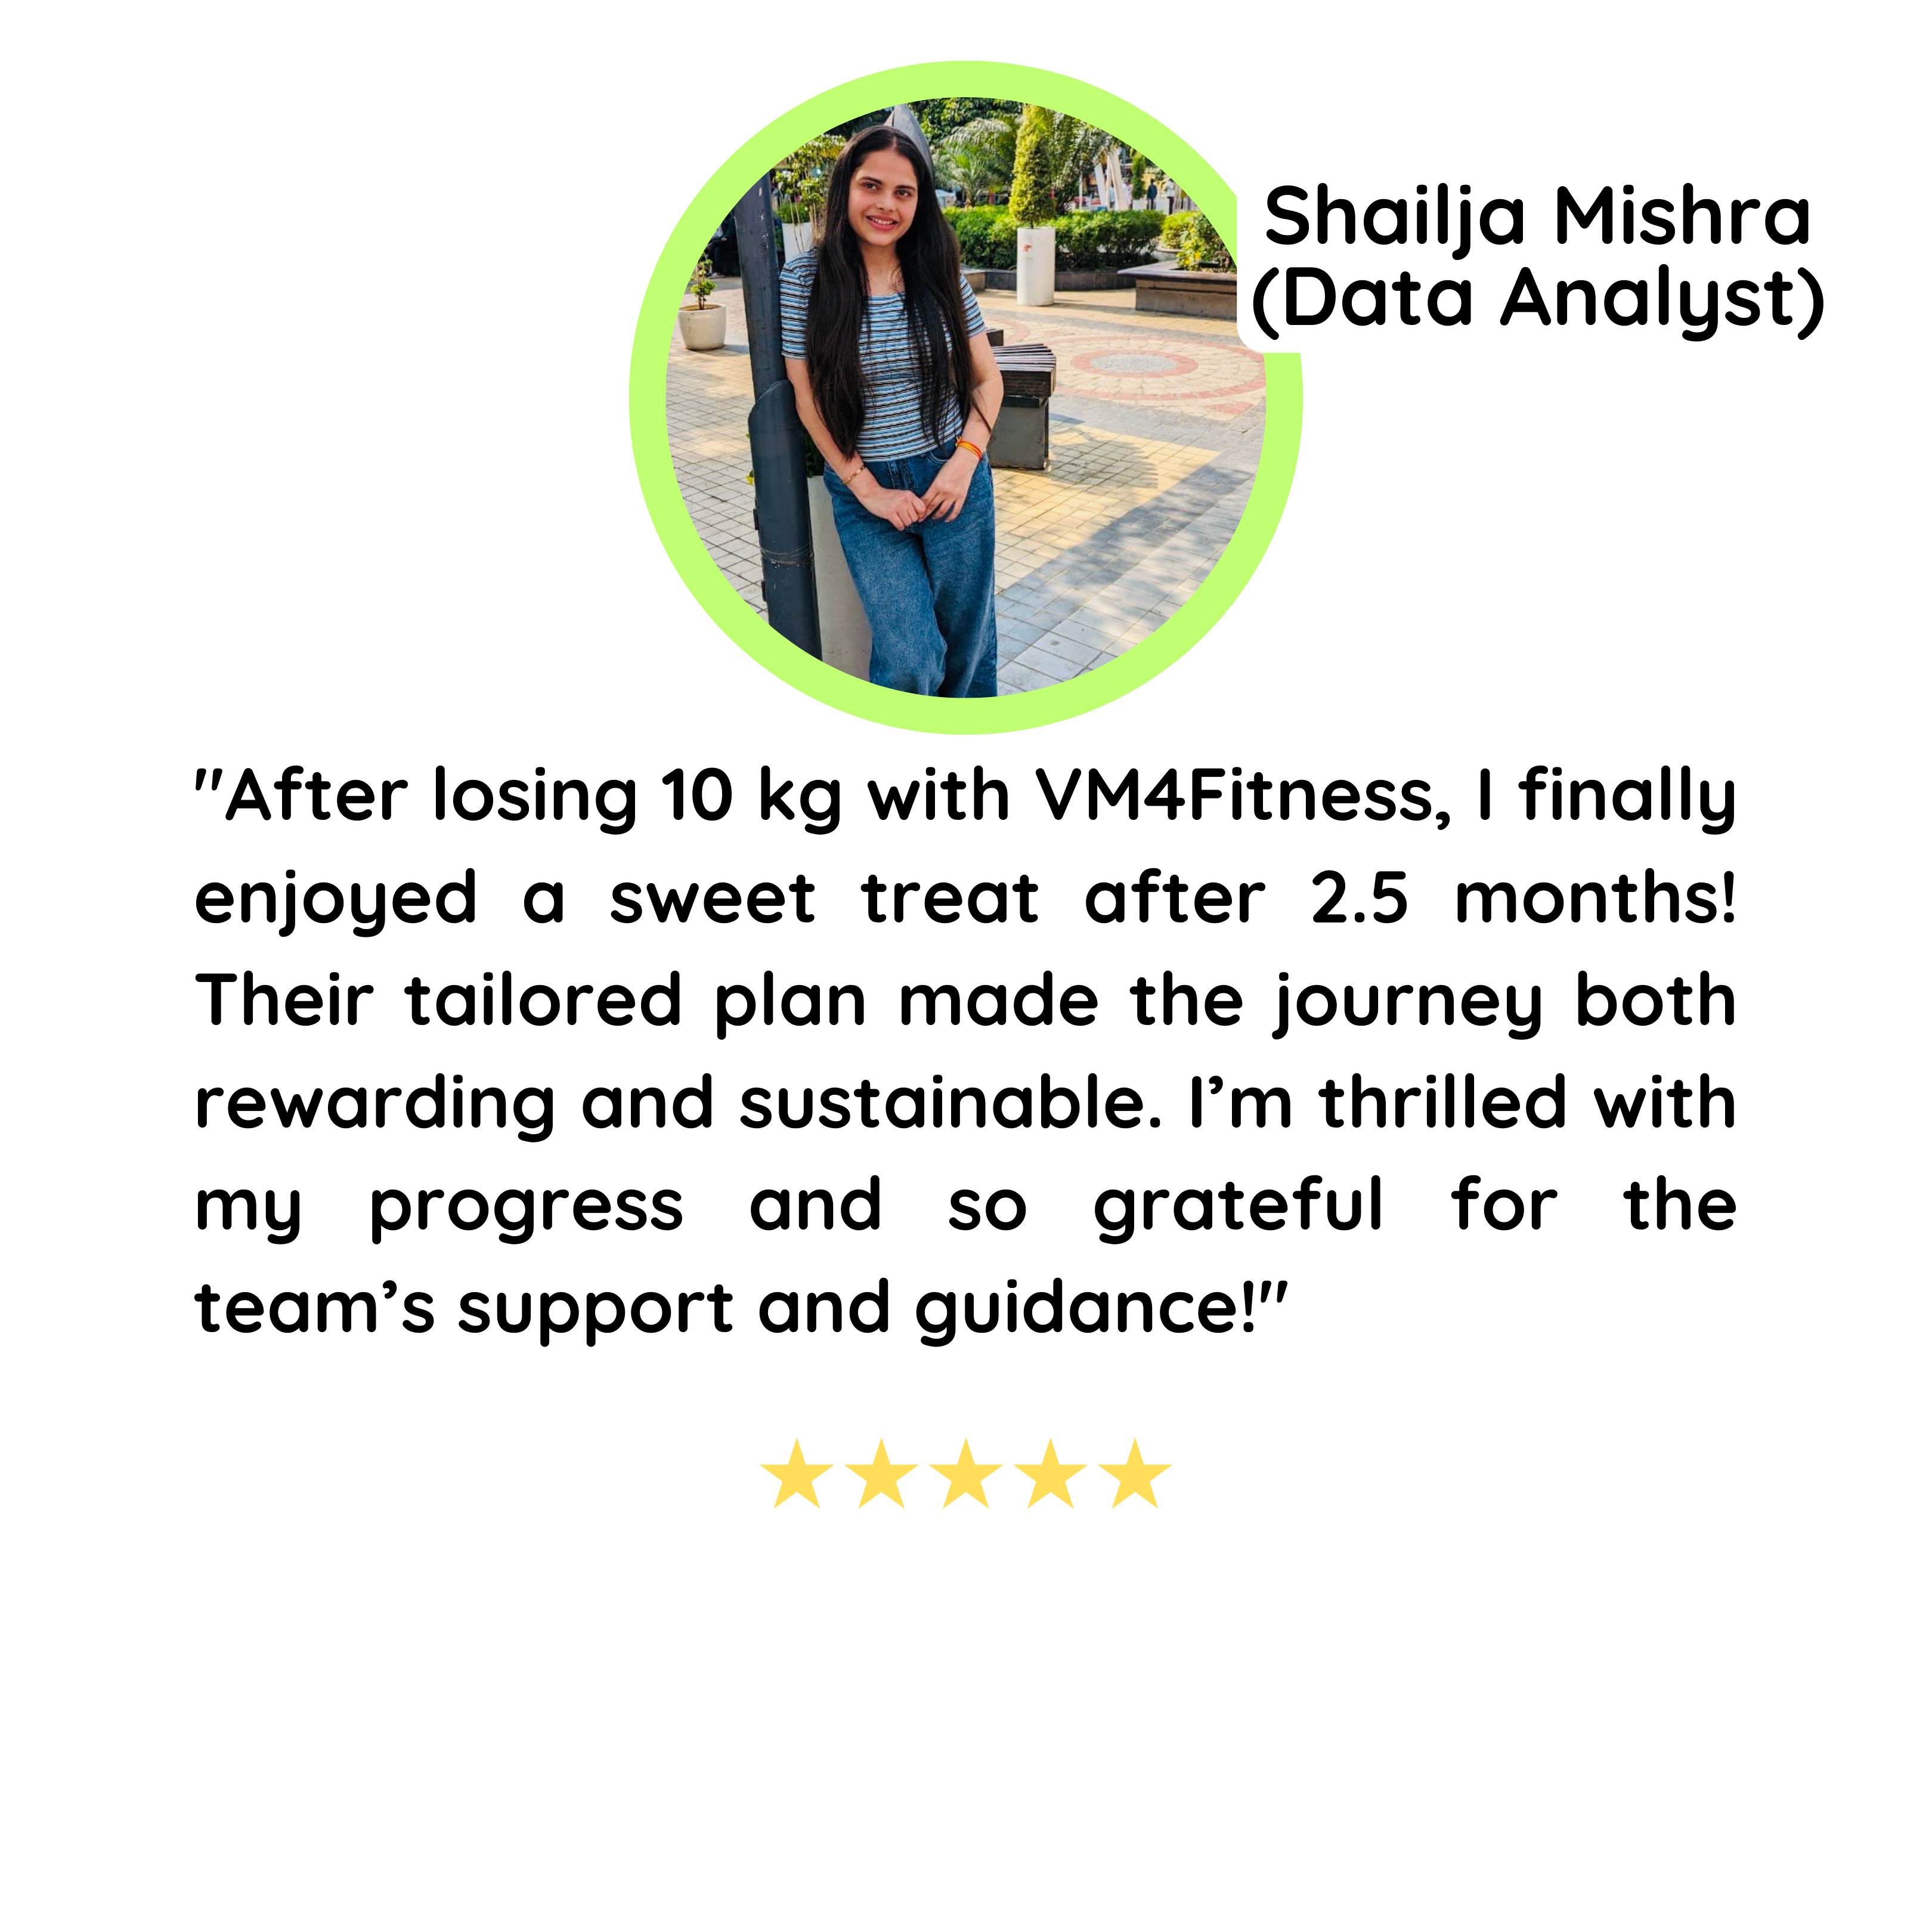 Shailja Mishra
(Data Analyst)
"After losing 10 kg with VM4Fitness, I finally
enjoyed a sweet treat after 2.5 months!
Their tailored plan made the journey both
rewarding and sustainable. I’m thrilled with
my progress and so grateful for the
team’s support and guidance!"